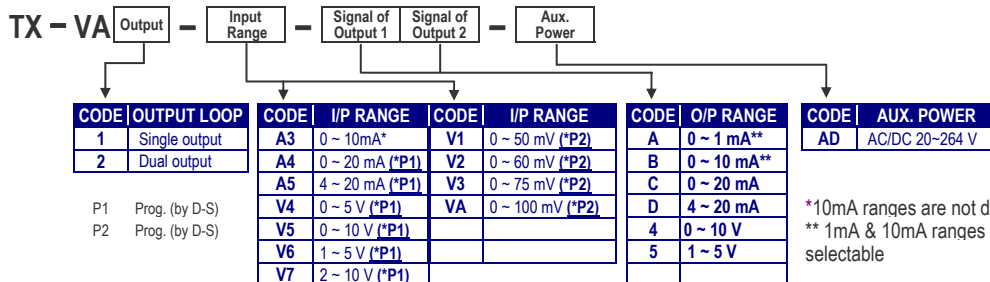 TX – VA Output – Input Range – Signal of Output 1 Signal of Output 2 – Aux. Power
CODE OUTPUT LOOP
1 Single output
2 Dual output
P1 Prog. (by D-S)
P2 Prog. (by D-S)
CODE I/P RANGE CODE I/P RANGE
A3 0 ~ 10mA* V1 0 ~ 50 mV (*P2)
A4 0 ~ 20 mA (*P1) V2 0 ~ 60 mV (*P2)
A5 4 ~ 20 mA (*P1) V3 0 ~ 75 mV (*P2)
V4 0 ~ 5 V (*P1) VA 0 ~ 100 mV (*P2)
V5 0 ~ 10 V (*P1)
V6 1 ~ 5 V (*P1)
V7 2 ~ 10 V (*P1)
CODE O/P RANGE
A 0 ~ 1 mA**
B 0 ~ 10 mA**
C 0 ~ 20 mA
D 4 ~ 20 mA
4 0 ~ 10 V
5 1 ~ 5 V
CODE AUX. POWER
AD AC/DC 20~264 V
*10mA ranges are not d
** 1mA & 10mA ranges
selectable